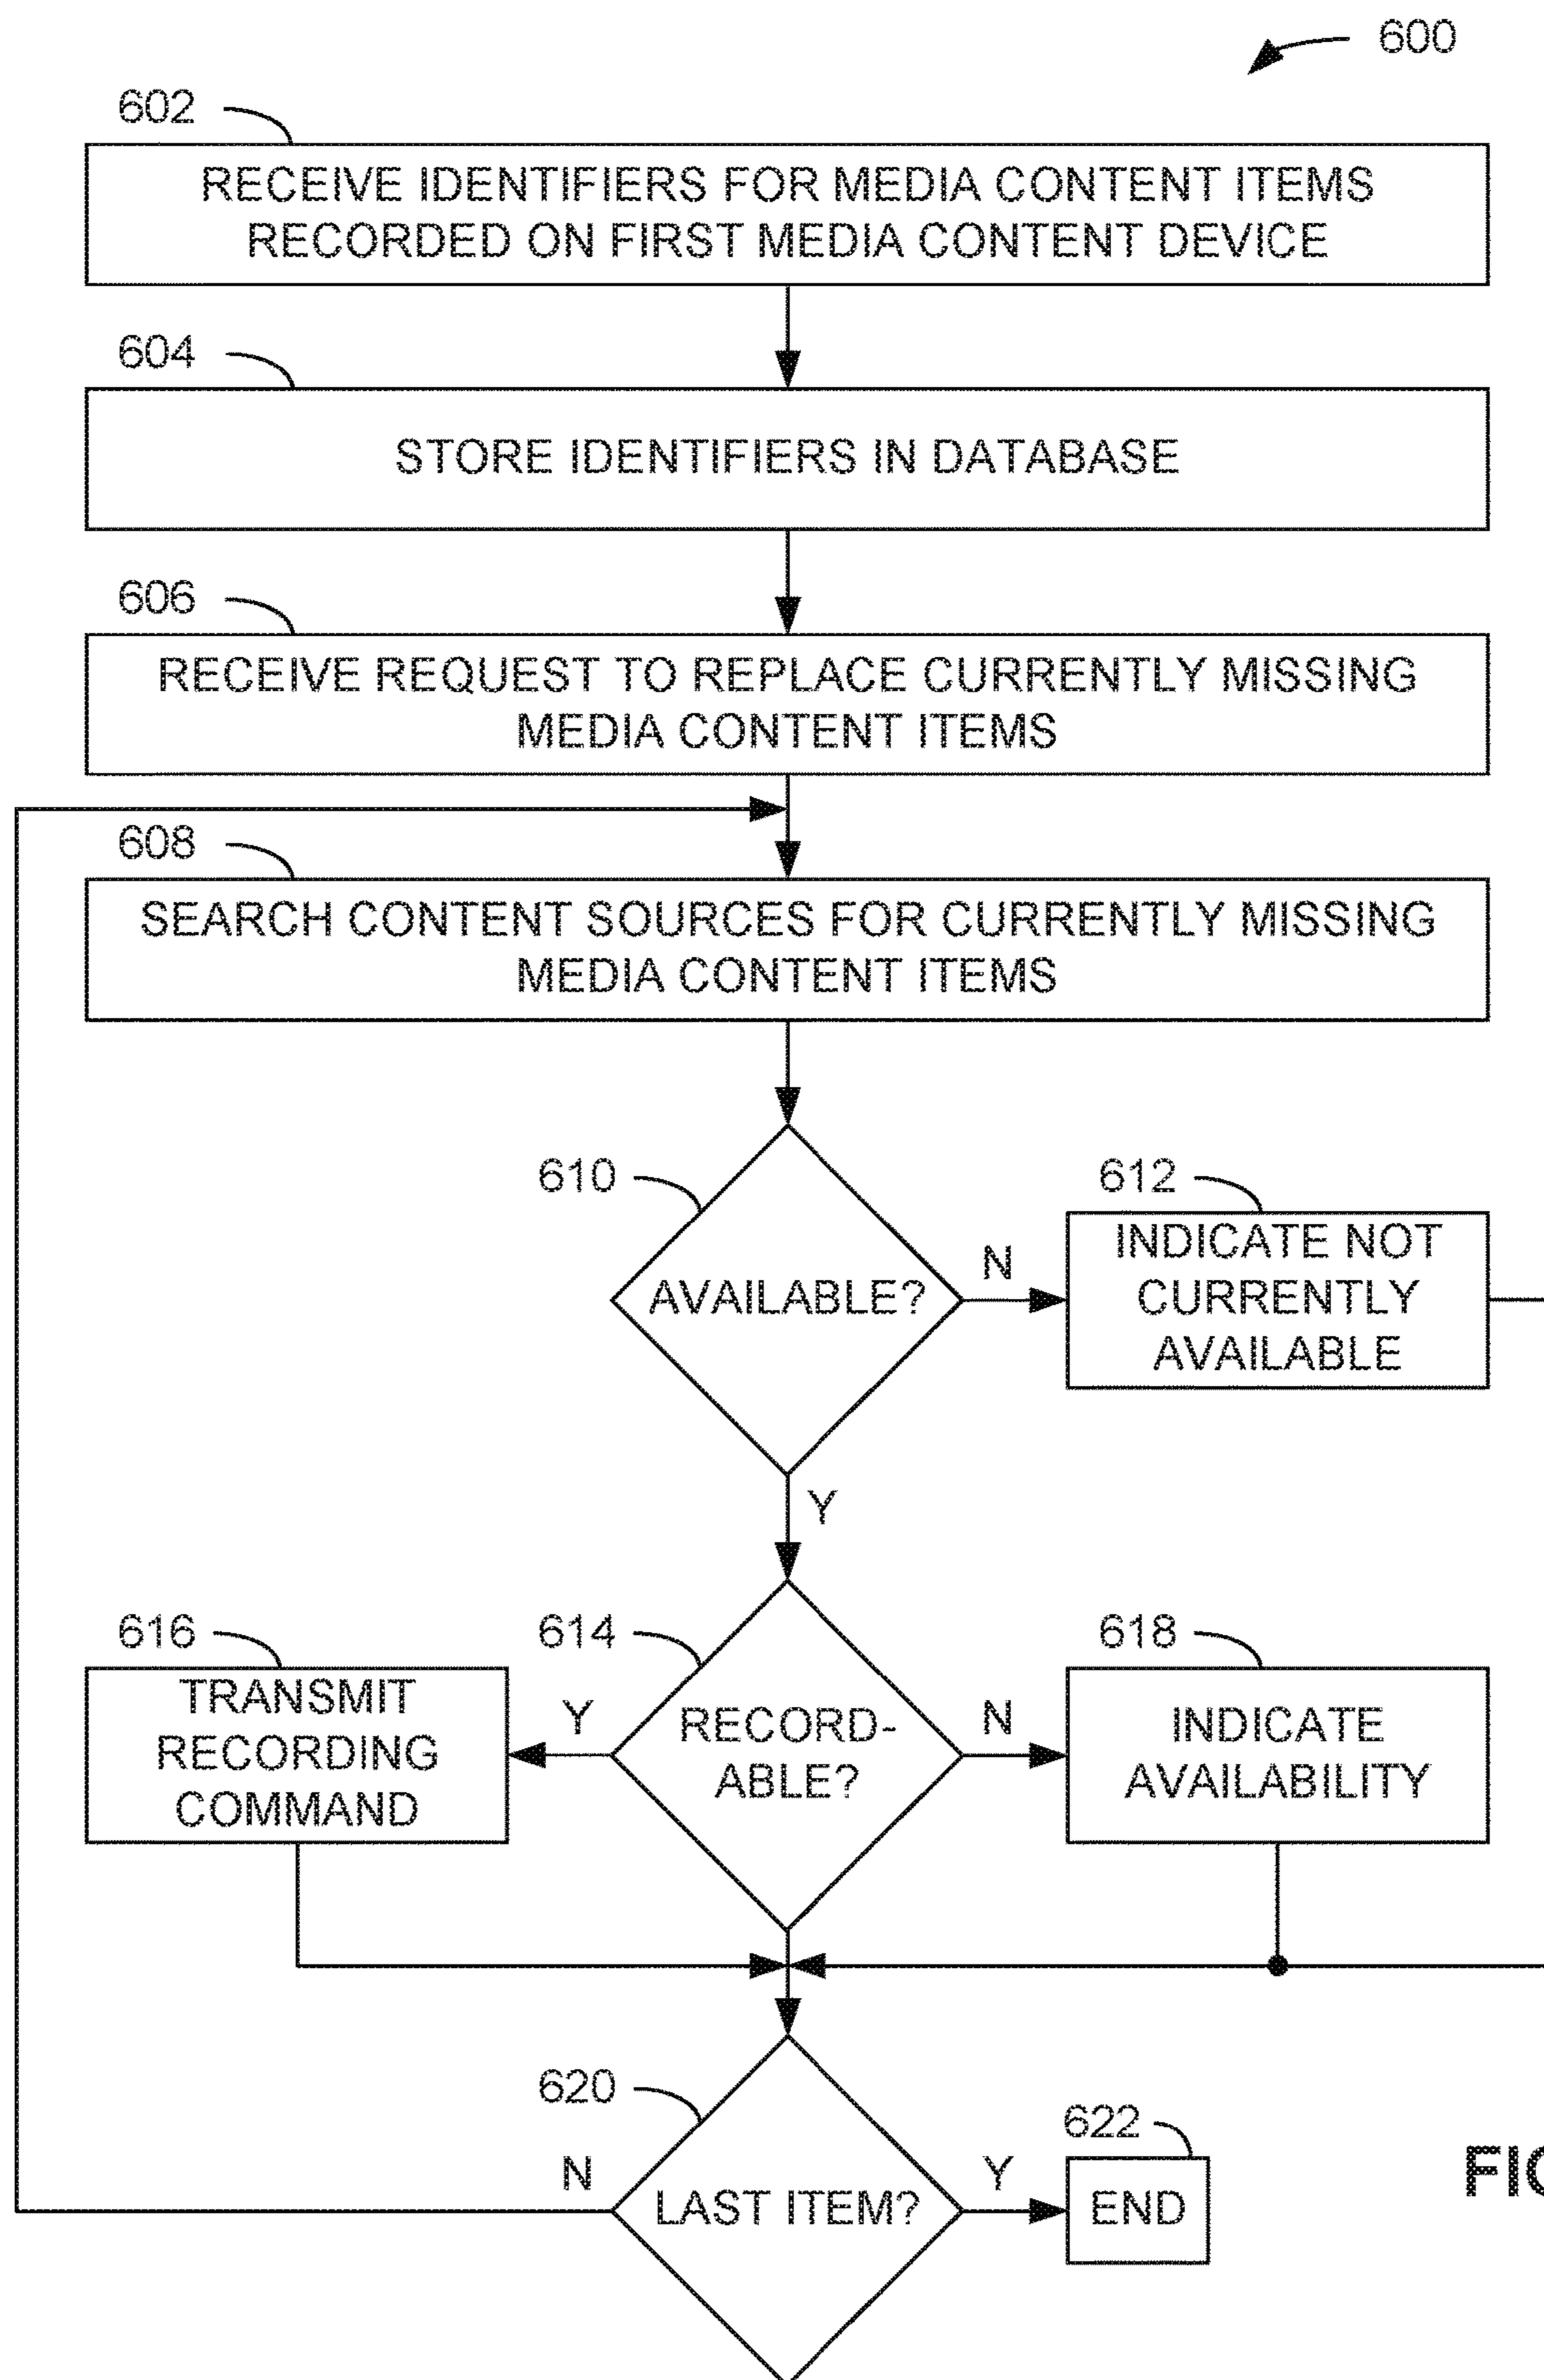 600
602
RECEIVE IDENTIFIERS FOR MEDIA CONTENT ITEMS
RECORDED ON FIRST MEDIA CONTENT DEVICE
604
STORE IDENTIFIERS IN DATABASE
606
RECEIVE REQUEST TO REPLACE CURRENTLY MISSING
MEDIA CONTENT ITEMS
608
SEARCH CONTENT SOURCES FOR CURRENTLY MISSING
MEDIA CONTENT ITEMS
610
AVAILABLE?
N
612
INDICATE NOT
CURRENTLY
AVAILABLE
Y
616
TRANSMIT
RECORDING
COMMAND
Y
614
RECORD-
ABLE?
N
618
INDICATE
AVAILABILITY
620
N
LAST ITEM?
Y
622
END